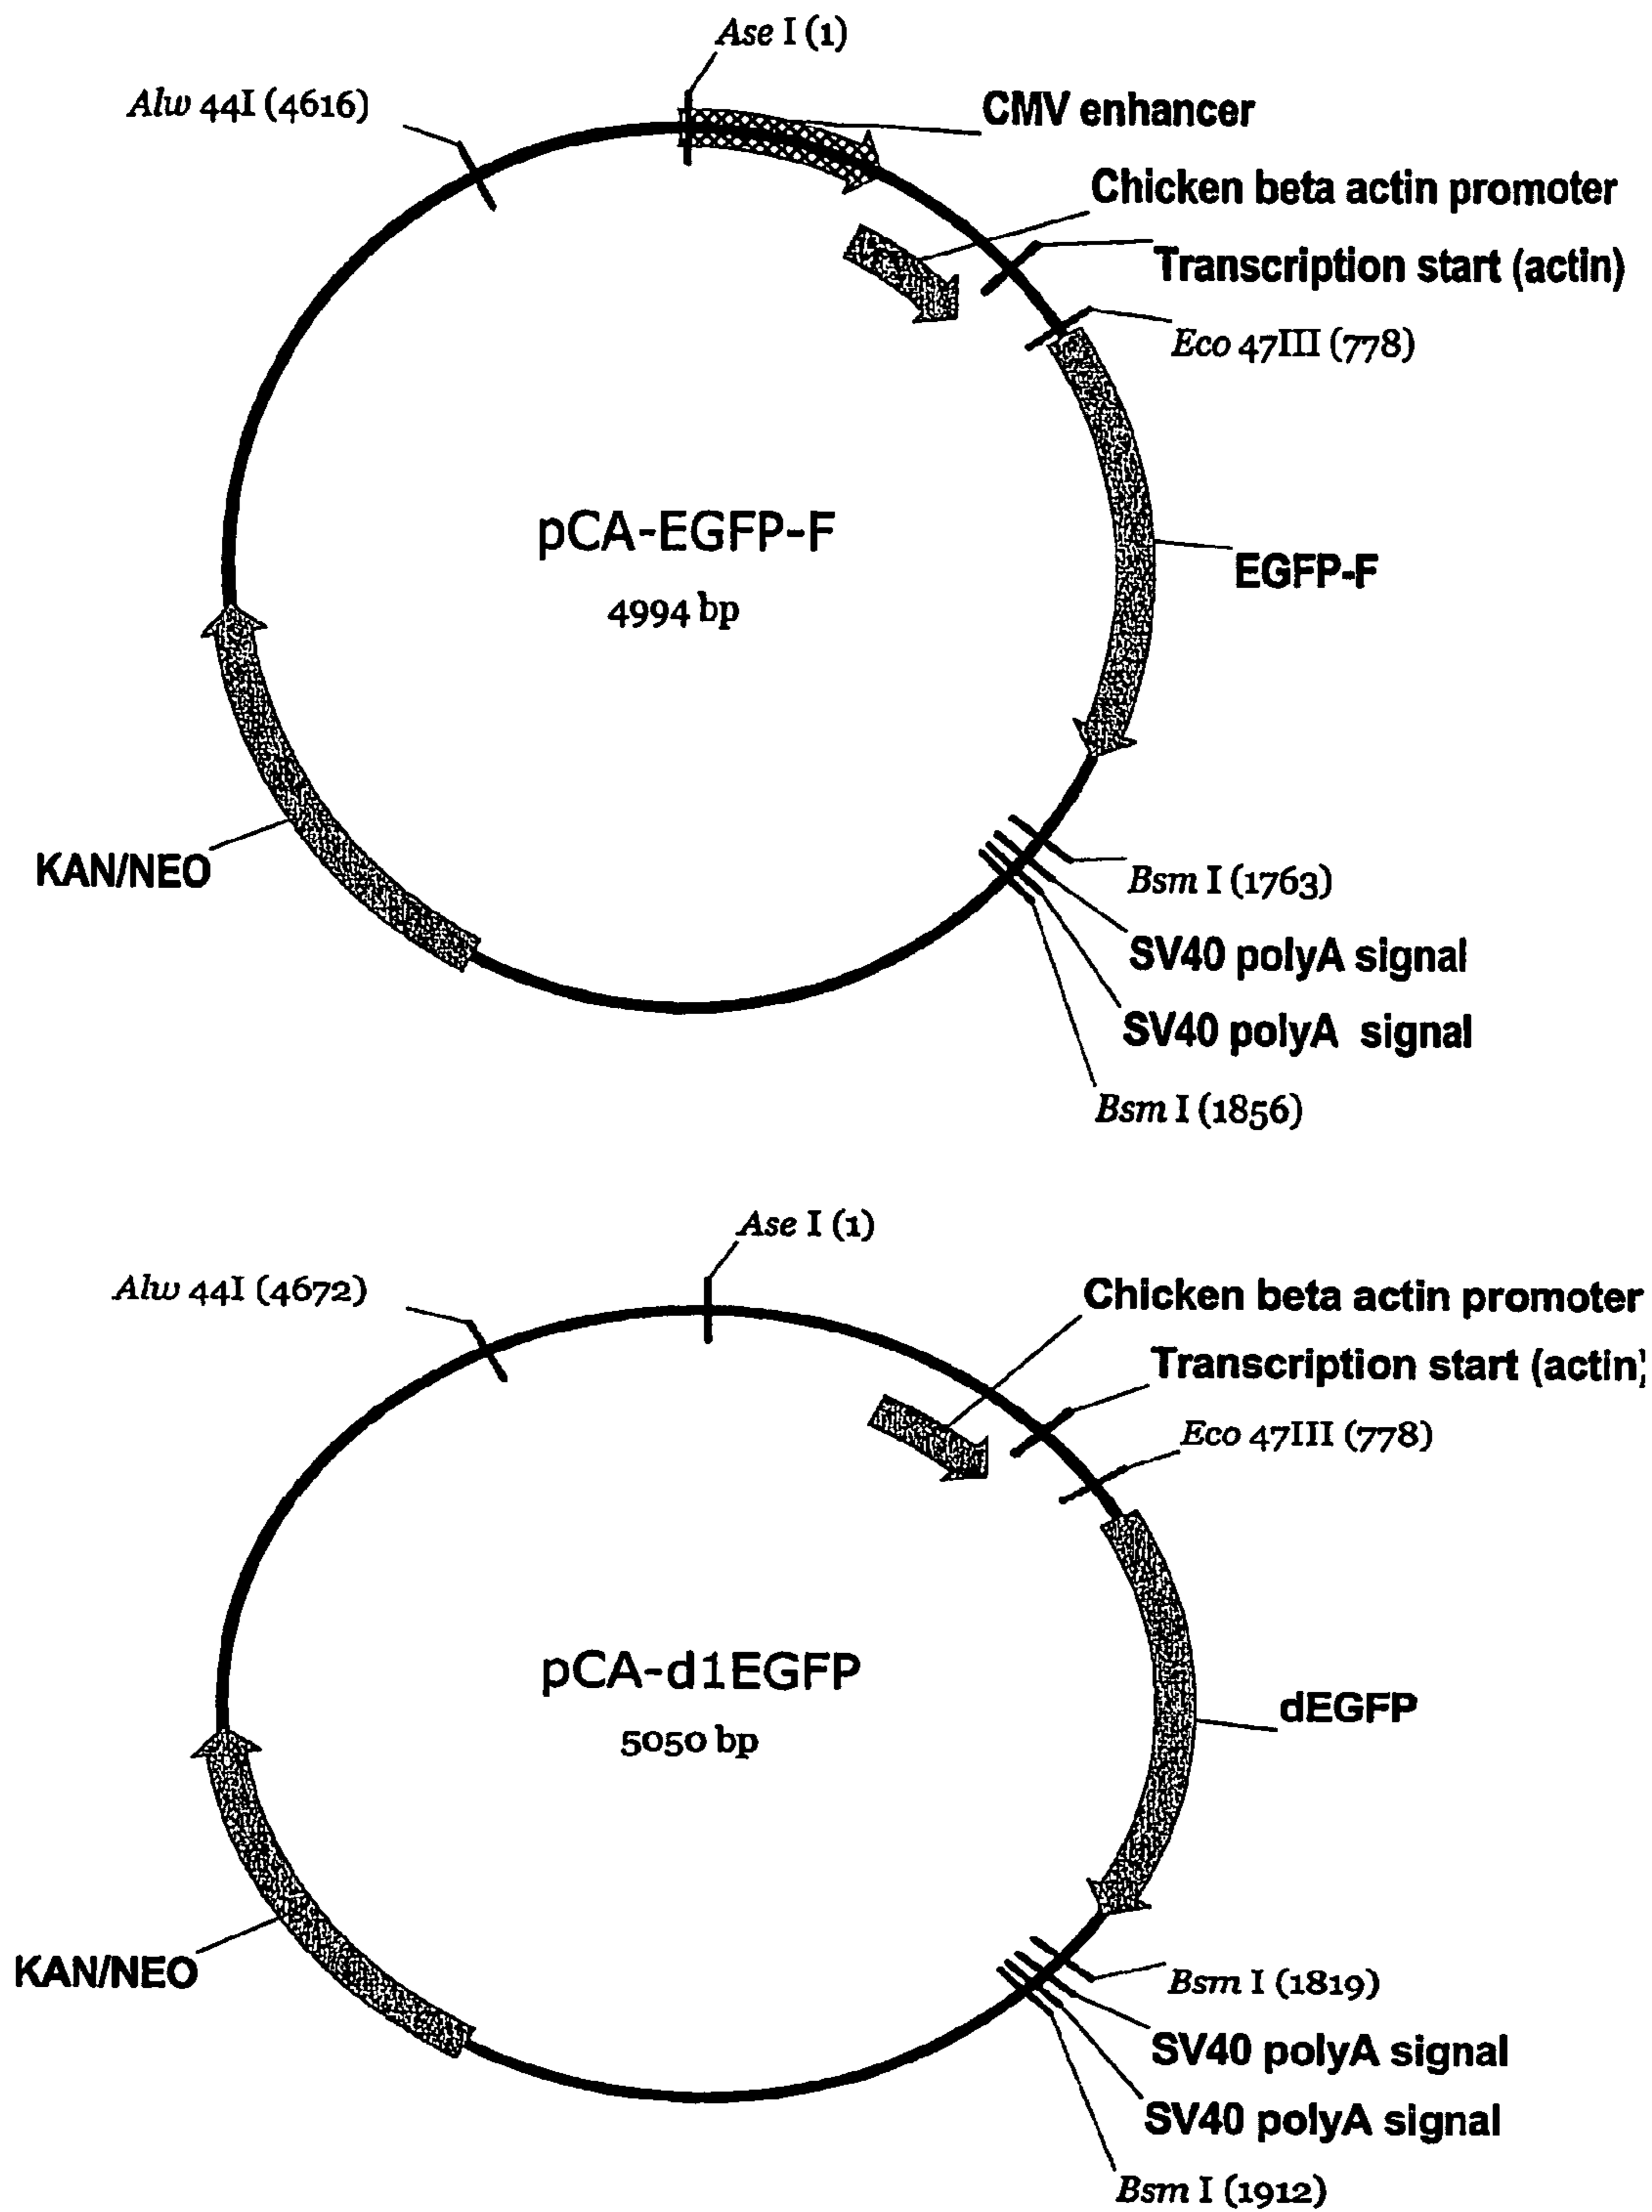 Ase I (1)
Alw 44I (4616)
CMV enhancer
Chicken beta actin promoter
Transcription start (actin)
Eco 47III (778)
pCA-EGFP-F
4994 bp
EGFP-F
KAN/NEO
Bsm I (1763)
SV40 polyA signal
SV40 polyA signal
Bsm I (1856)
Ase I (1)
Alw 44I (4672)
Chicken beta actin promoter
Transcription start (actin)
Eco 47III (778)
pCA-d1EGFP
5050 bp
dEGFP
KAN/NEO
Bsm I (1819)
SV40 polyA signal
SV40 polyA signal
Bsm I (1912)